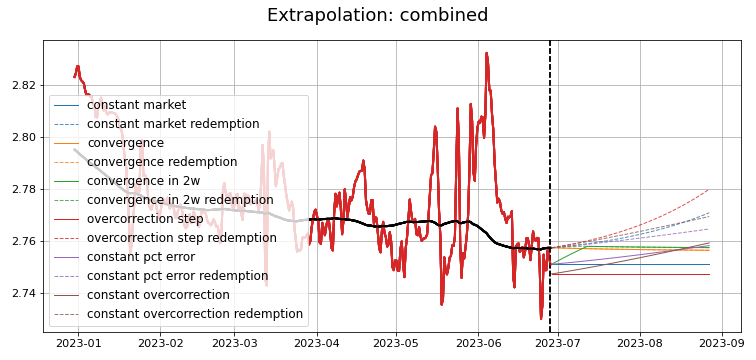 Extrapolation: combined
2.82
2.80
2.78
2.76
2.74
constant market
constant market redemption
convergence
convergence redemption
convergence in 2w
convergence in 2w redemption
overcorrection step
overcorrection step redemption
constant pct error
constant pct error redemption
constant overcorrection
constant overcorrection redemption
2023-01 2023-02 2023-03 2023-04 2023-05 2023-06 2023-07 2023-08 2023-09